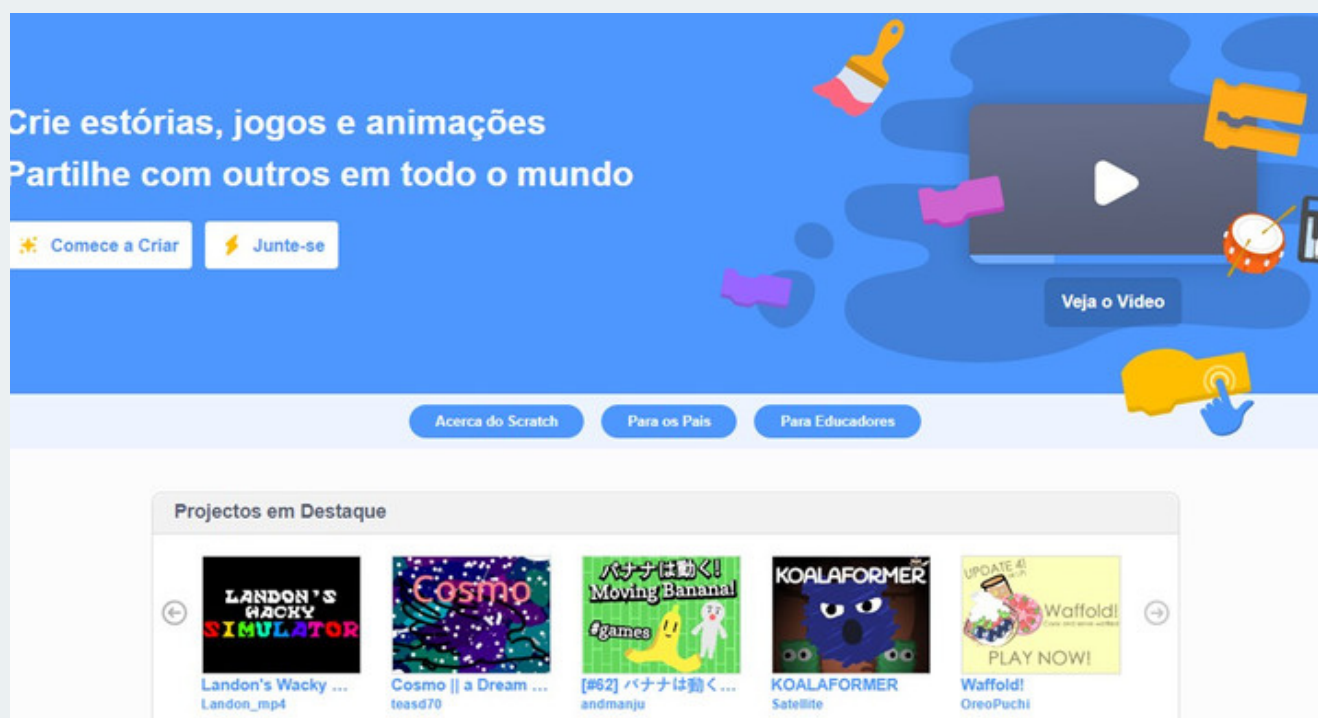 Crie estórias, jogos e animações
Partilhe com outros em todo o mundo
Comece a Criar
Junte-se
Veja o Video
Acerca do Scratch
Para os Pais
Para Educadores
Projectos em Destaque
LANDON'S
WACKY
SIMULATOR
Cosmo
バナナは動く!
Moving Banana!
#games
KOALAFORMER
UPDATE 4!
Waffold!
PLAY NOW!
Landon's Wacky ...
Landon_mp4
Cosmo || a Dream ...
teasd70
[#62] バナナは動く...
andmanju
KOALAFORMER
Satellite
Waffold!
OreoPuchi